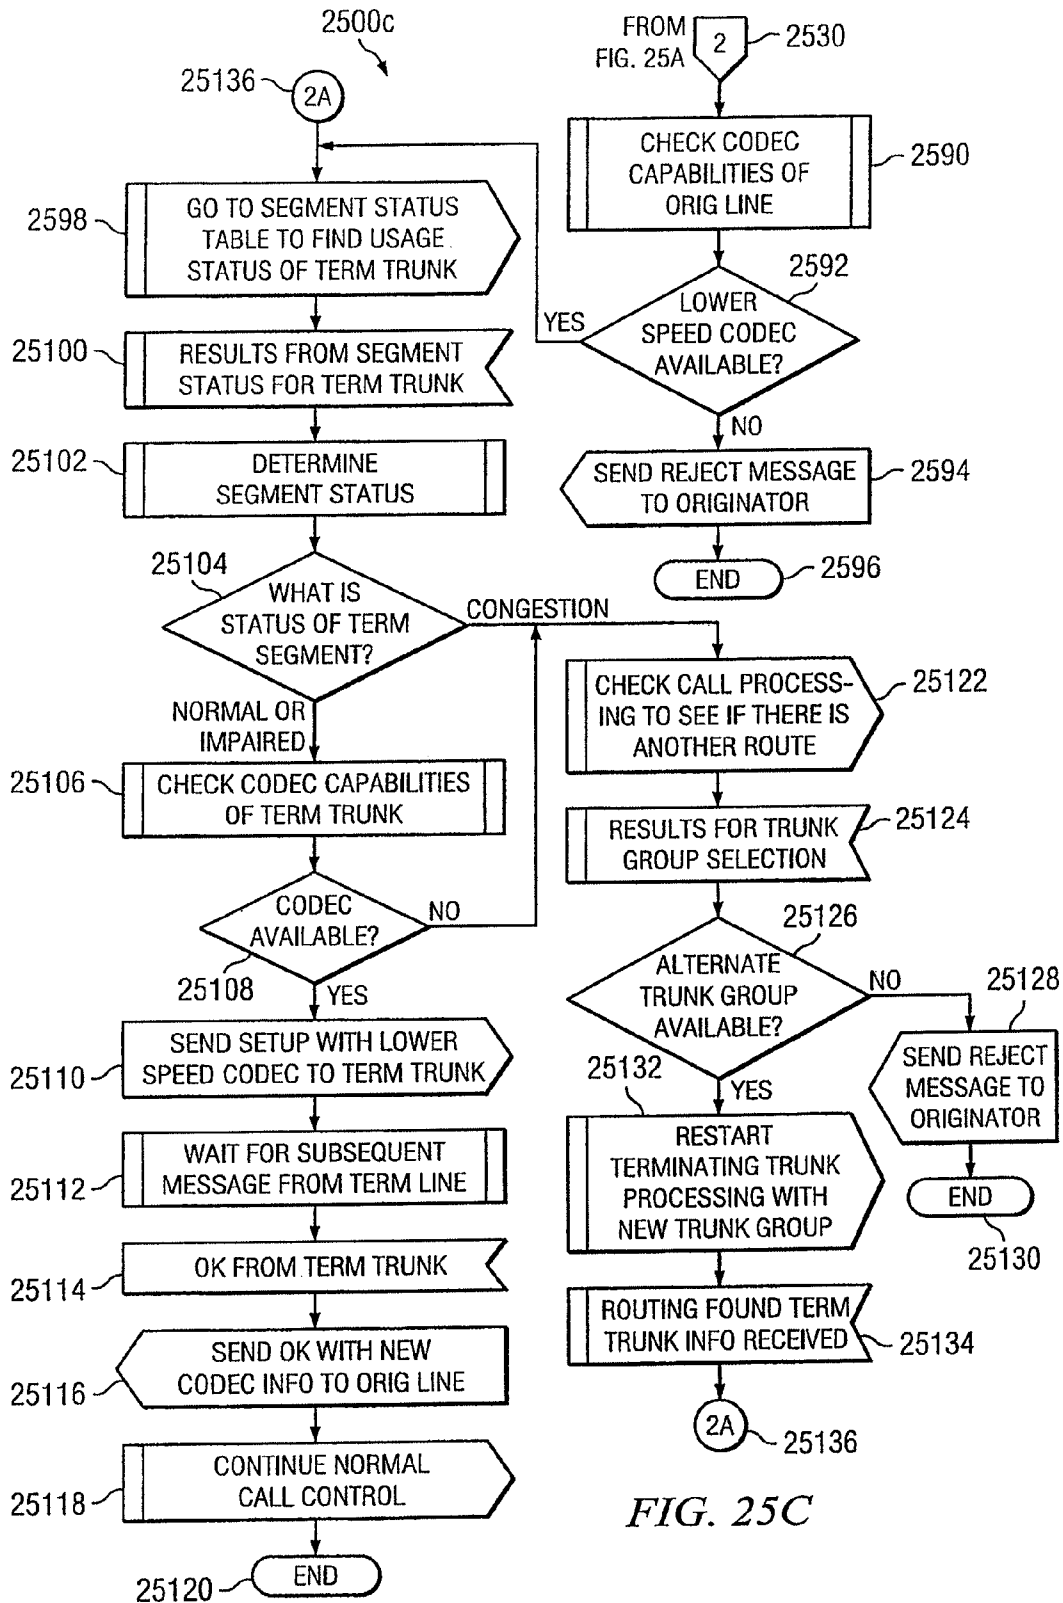 2500c
25136
2A
2598
GO TO SEGMENT STATUS
TABLE TO FIND USAGE
STATUS OF TERM TRUNK
25100
RESULTS FROM SEGMENT
STATUS FOR TERM TRUNK
25102
DETERMINE
SEGMENT STATUS
25104
WHAT IS
STATUS OF TERM
SEGMENT?
CONGESTION
NORMAL OR
IMPAIRED
25106
CHECK CODEC CAPABILITIES
OF TERM TRUNK
CODEC
AVAILABLE?
NO
25108
YES
SEND SETUP WITH LOWER
SPEED CODEC TO TERM TRUNK
25110
WAIT FOR SUBSEQUENT
MESSAGE FROM TERM LINE
25112
OK FROM TERM TRUNK
25114
SEND OK WITH NEW
CODEC INFO TO ORIG LINE
25116
CONTINUE NORMAL
CALL CONTROL
25118
END
25120
FROM
FIG. 25A
2
2530
CHECK CODEC
CAPABILITIES OF
ORIG LINE
2590
2592
LOWER
SPEED CODEC
AVAILABLE?
YES
NO
SEND REJECT MESSAGE
TO ORIGINATOR
2594
END
2596
CHECK CALL PROCESS-
ING TO SEE IF THERE IS
ANOTHER ROUTE
25122
RESULTS FOR TRUNK
GROUP SELECTION
25124
25126
ALTERNATE
TRUNK GROUP
AVAILABLE?
NO
25128
SEND REJECT
MESSAGE TO
ORIGINATOR
END
25130
YES
25132
RESTART
TERMINATING TRUNK
PROCESSING WITH
NEW TRUNK GROUP
ROUTING FOUND TERM
TRUNK INFO RECEIVED
25134
2A
25136
FIG. 25C